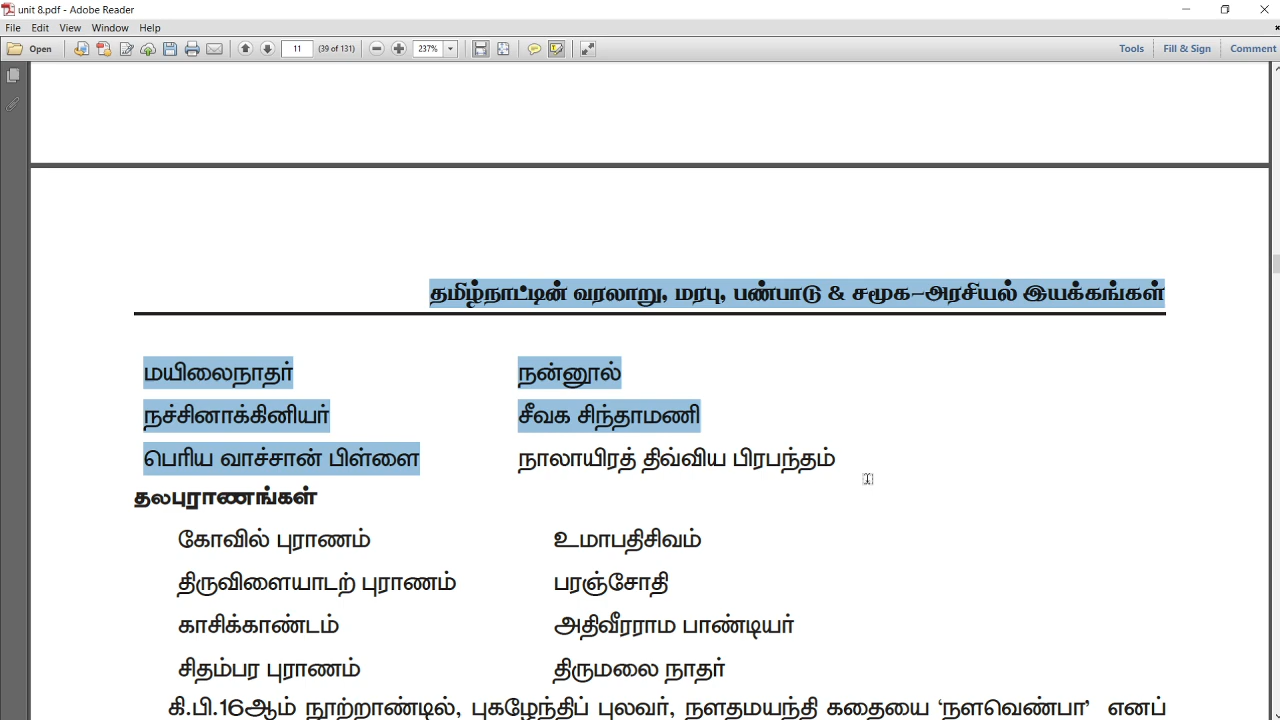 unit 8.pdf - Adobe Reader
File Edit View Window Help
Open 11 (39 of 131) 237% Tools Fill & Sign Comment
தமிழ்நாட்டின் வரலாறு, மரபு, பண்பாடு & சமூக-அரசியல் இயக்கங்கள்
மயிலைநாதர் நன்னூல்
நச்சினாக்கினியர் சீவக சிந்தாமணி
பெரிய வாச்சான் பிள்ளை நாலாயிரத் திவ்விய பிரபந்தம்
தலபுராணங்கள்
கோவில் புராணம் உமாபதிசிவம்
திருவிளையாடற் புராணம் பரஞ்சோதி
காசிக்காண்டம் அதிவீரராம பாண்டியர்
சிதம்பர புராணம் திருமலை நாதர்
கி.பி.16ஆம் நூற்றாண்டில், புகழேந்திப் புலவர், நளதமயந்தி கதையை 'நளவெண்பா' எனப்